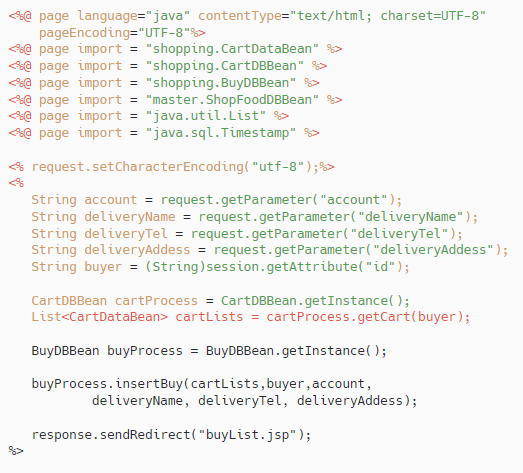 <%@ page language="java" contentType="text/html; charset=UTF-8"
    pageEncoding="UTF-8"%>
<%@ page import = "shopping.CartDataBean" %>
<%@ page import = "shopping.CartDBBean" %>
<%@ page import = "shopping.BuyDBBean" %>
<%@ page import = "master.ShopFoodDBBean" %>
<%@ page import = "java.util.List" %>
<%@ page import = "java.sql.Timestamp" %>

<% request.setCharacterEncoding("utf-8");%>
<%
   String account = request.getParameter("account");
   String deliveryName = request.getParameter("deliveryName");
   String deliveryTel = request.getParameter("deliveryTel");
   String deliveryAddess = request.getParameter("deliveryAddess");
   String buyer = (String)session.getAttribute("id");

   CartDBBean cartProcess = CartDBBean.getInstance();
   List<CartDataBean> cartLists = cartProcess.getCart(buyer);

   BuyDBBean buyProcess = BuyDBBean.getInstance();

   buyProcess.insertBuy(cartLists,buyer,account,
           deliveryName, deliveryTel, deliveryAddess);

   response.sendRedirect("buyList.jsp");
%>